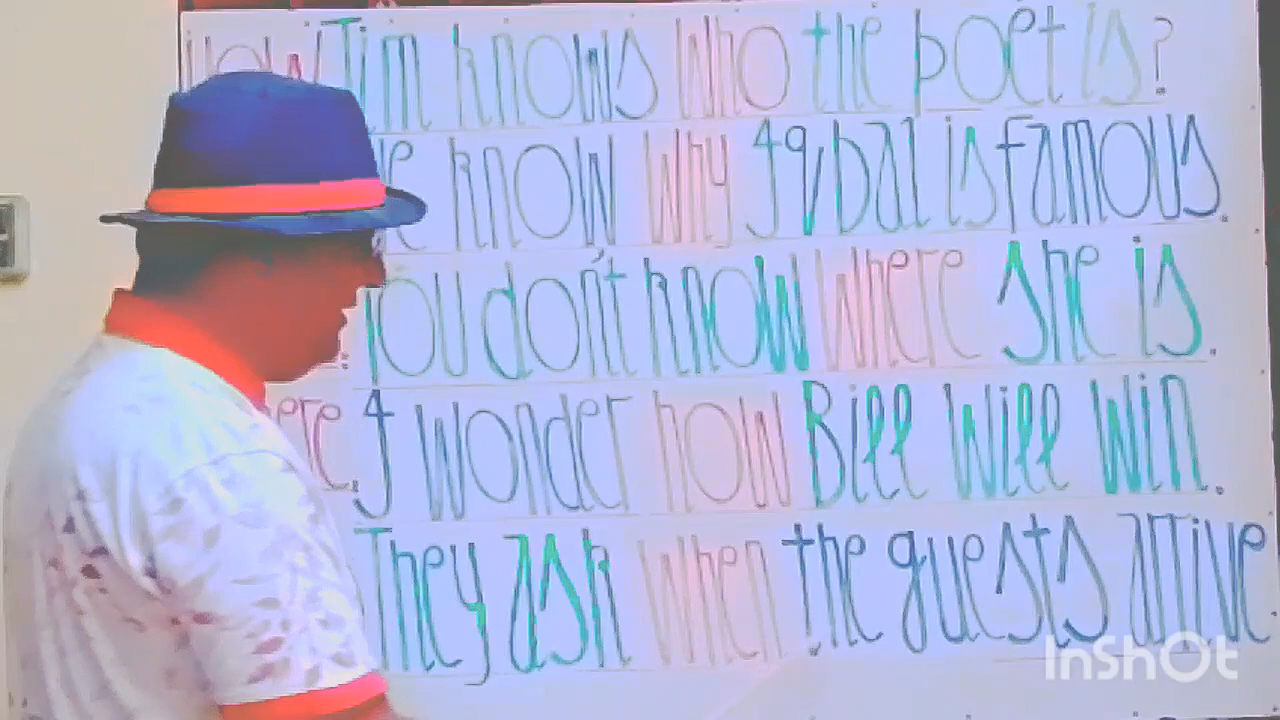 Tim knows who the poet is?
know why Iqbal is famous.
You don't know where she is.
I wonder how Bill will win.
They ask when the guests arrive.
InShOt